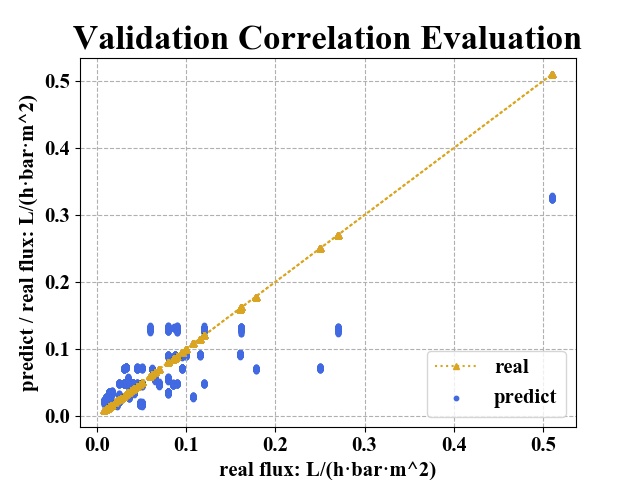 Validation Correlation Evaluation
predict / real flux: L/(h·bar·m^2)
0.5
0.4
0.3
0.2
0.1
0.0
0.0 0.1 0.2 0.3 0.4 0.5
real flux: L/(h·bar·m^2)
real
predict